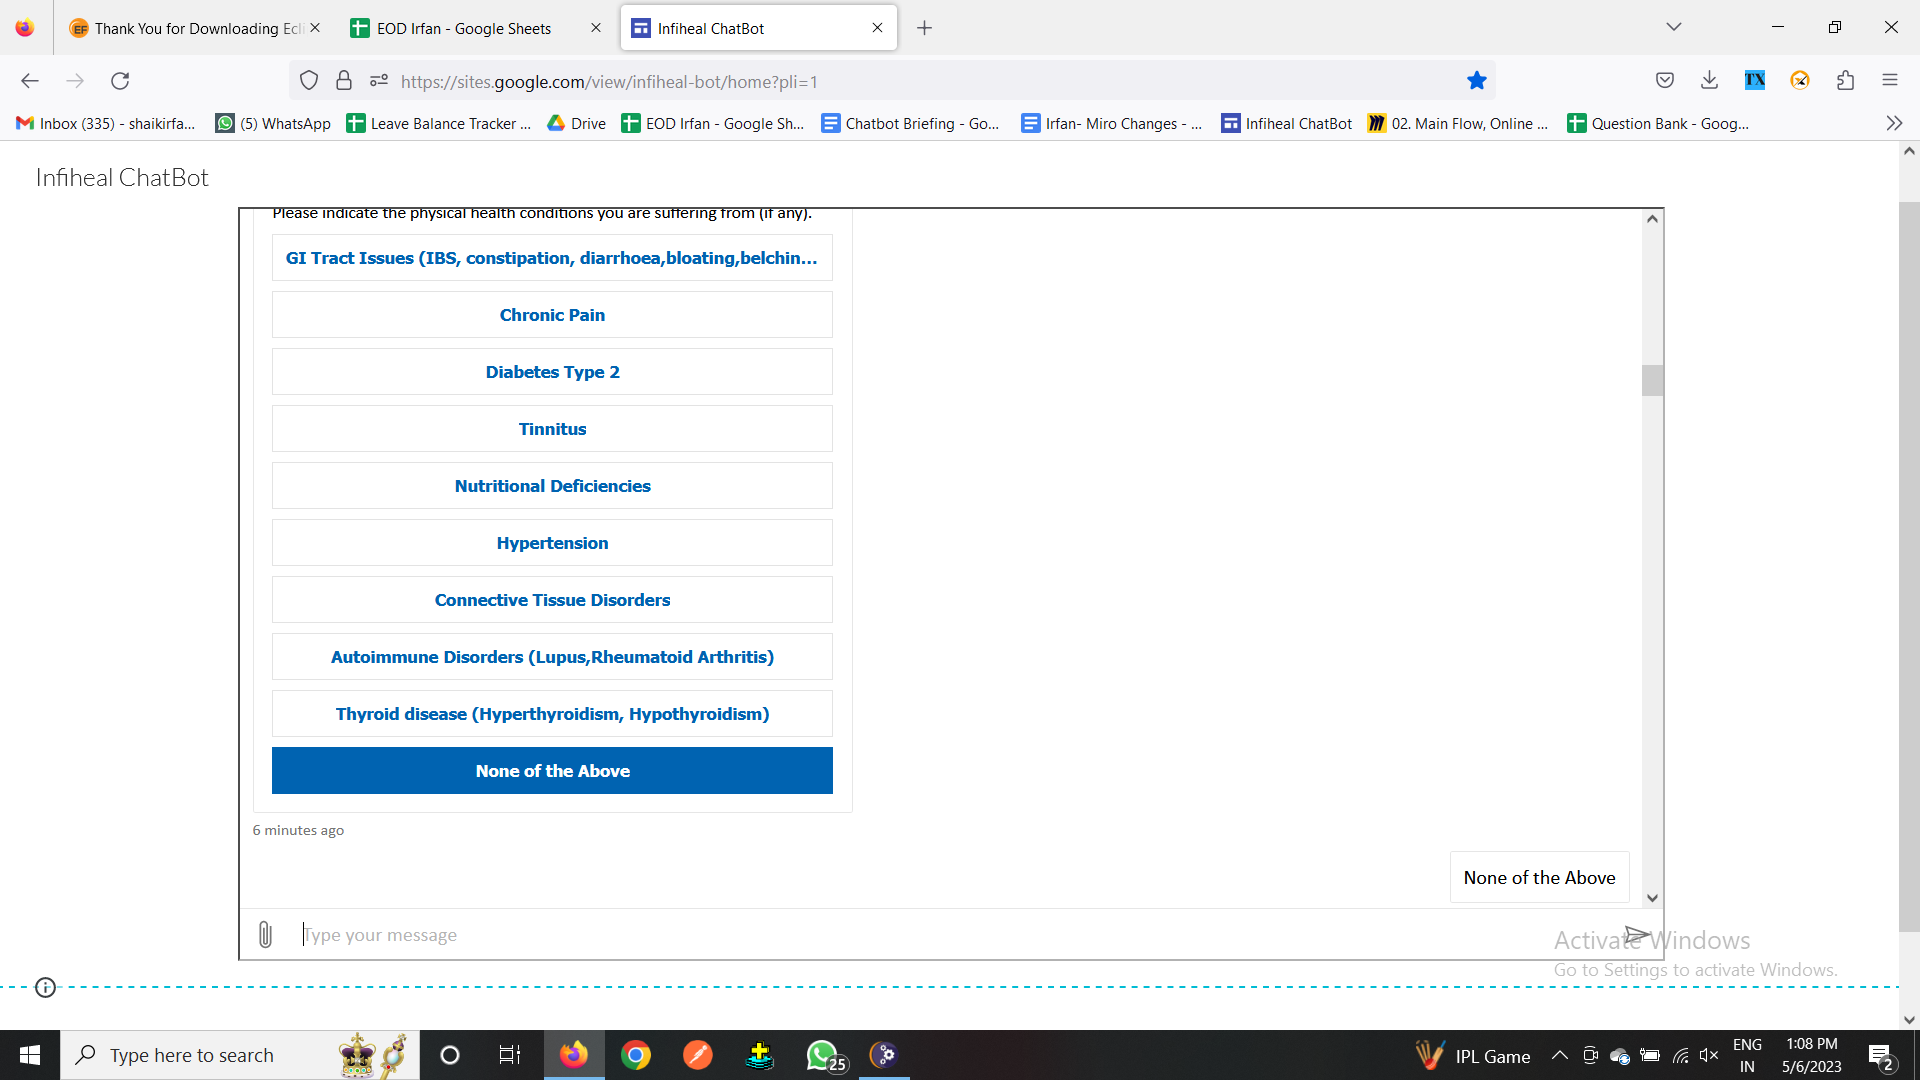 Thank You for Downloading Ecli
EOD Irfan - Google Sheets
Infiheal ChatBot
https://sites.google.com/view/infiheal-bot/home?pli=1
TX
Inbox (335) - shaikirfa...
(5) WhatsApp
Leave Balance Tracker ...
Drive
EOD Irfan - Google Sh...
Chatbot Briefing - Go...
Irfan- Miro Changes - ...
Infiheal ChatBot
02. Main Flow, Online ...
Question Bank - Goog...
Infiheal ChatBot
Please indicate the physical health conditions you are suffering from (if any).
GI Tract Issues (IBS, constipation, diarrhoea,bloating,belchin...
Chronic Pain
Diabetes Type 2
Tinnitus
Nutritional Deficiencies
Hypertension
Connective Tissue Disorders
Autoimmune Disorders (Lupus,Rheumatoid Arthritis)
Thyroid disease (Hyperthyroidism, Hypothyroidism)
None of the Above
6 minutes ago
None of the Above
Type your message
Activate Windows
Go to Settings to activate Windows.
Type here to search
25
IPL Game
ENG
IN
1:08 PM
5/6/2023
2